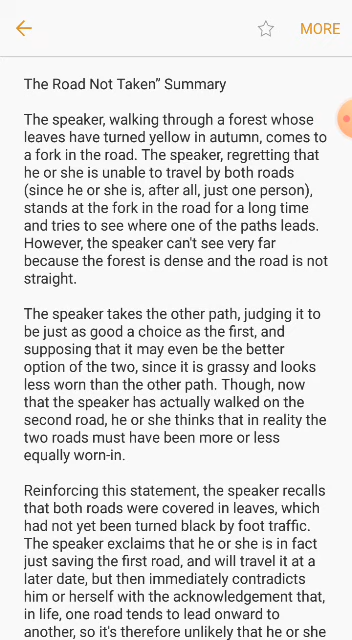 MORE
The Road Not Taken” Summary
The speaker, walking through a forest whose
leaves have turned yellow in autumn, comes to
a fork in the road. The speaker, regretting that
he or she is unable to travel by both roads
(since he or she is, after all, just one person),
stands at the fork in the road for a long time
and tries to see where one of the paths leads.
However, the speaker can't see very far
because the forest is dense and the road is not
straight.
The speaker takes the other path, judging it to
be just as good a choice as the first, and
supposing that it may even be the better
option of the two, since it is grassy and looks
less worn than the other path. Though, now
that the speaker has actually walked on the
second road, he or she thinks that in reality the
two roads must have been more or less
equally worn-in.
Reinforcing this statement, the speaker recalls
that both roads were covered in leaves, which
had not yet been turned black by foot traffic.
The speaker exclaims that he or she is in fact
just saving the first road, and will travel it at a
later date, but then immediately contradicts
him or herself with the acknowledgement that,
in life, one road tends to lead onward to
another, so it's therefore unlikely that he or she